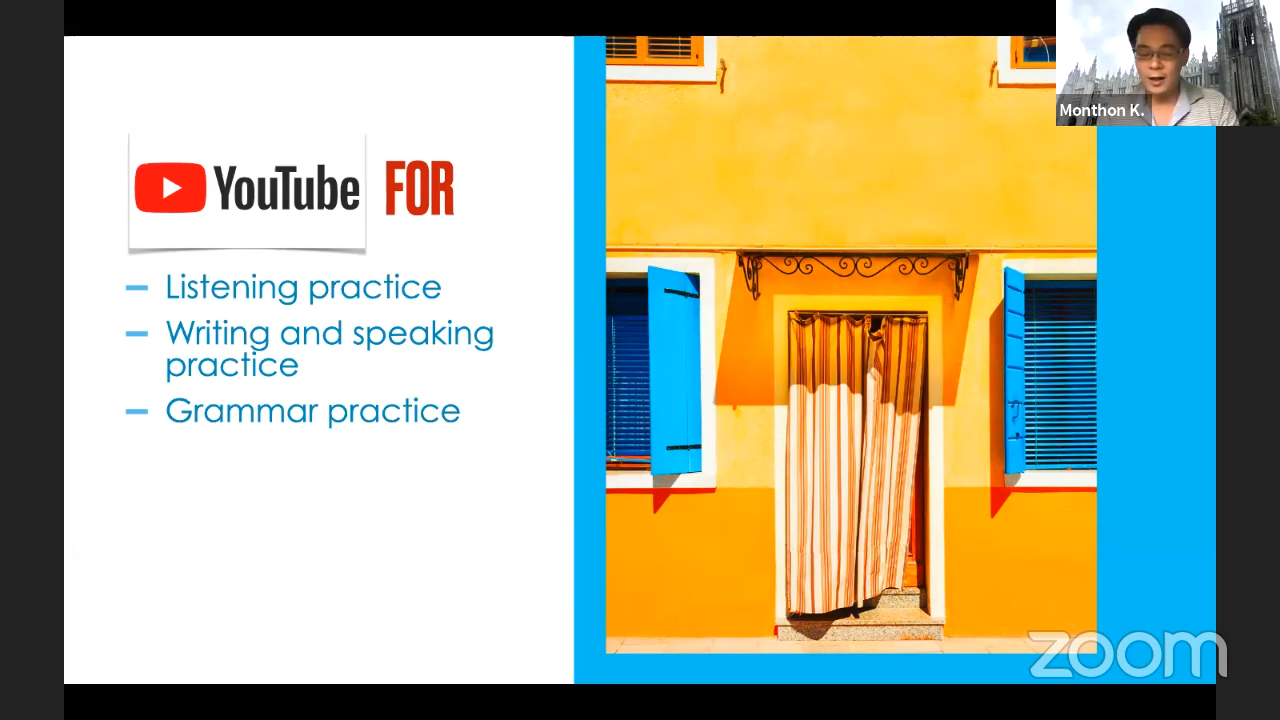 Monthon K.
YouTube FOR
Listening practice
Writing and speaking
practice
Grammar practice
zoom